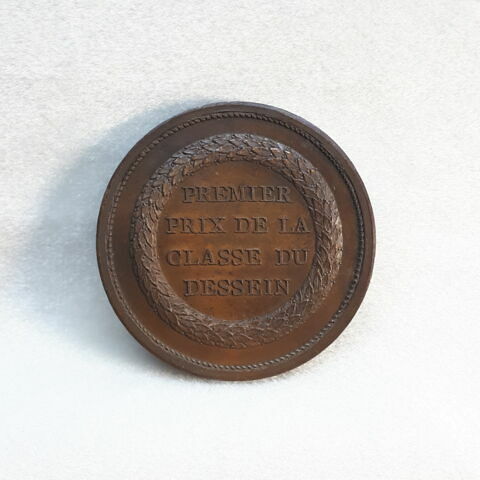 PREMIER
PRIX DE LA
CLASSE DU
DESSEIN